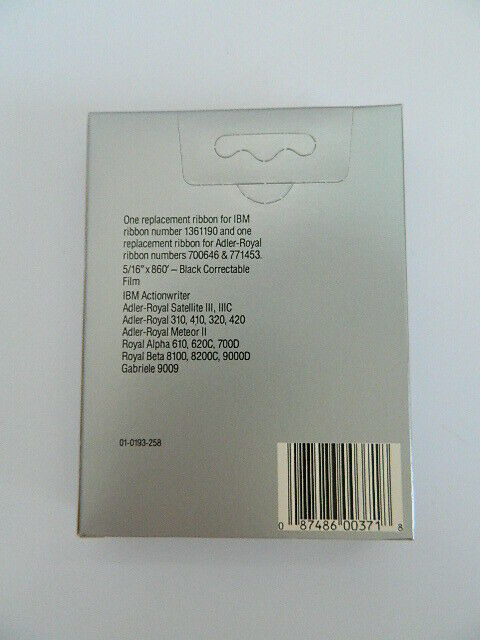 One replacement ribbon for IBM
ribbon number 1361190 and one
replacement ribbon for Adler-Royal
ribbon numbers 700646 & 771453.
5/16" x 860' – Black Correctable
Film
IBM Actionwriter
Adler-Royal Satellite III, IIIC
Adler-Royal 310, 410, 320, 420
Adler-Royal Meteor II
Royal Alpha 610, 620C, 700D
Royal Beta 8100, 8200C, 9000D
Gabriele 9009
01-0193-258
0 87486 00371 8